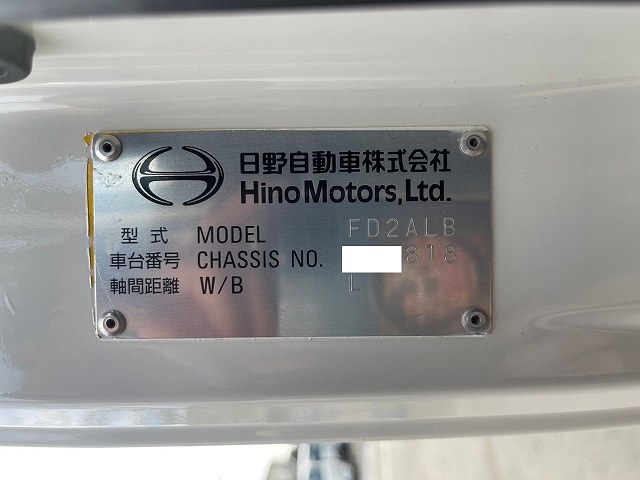 日野自動車株式会社
Hino Motors, Ltd.
型式 MODEL FD2ALB
車台番号 CHASSIS NO. 818
軸間距離 W/B L